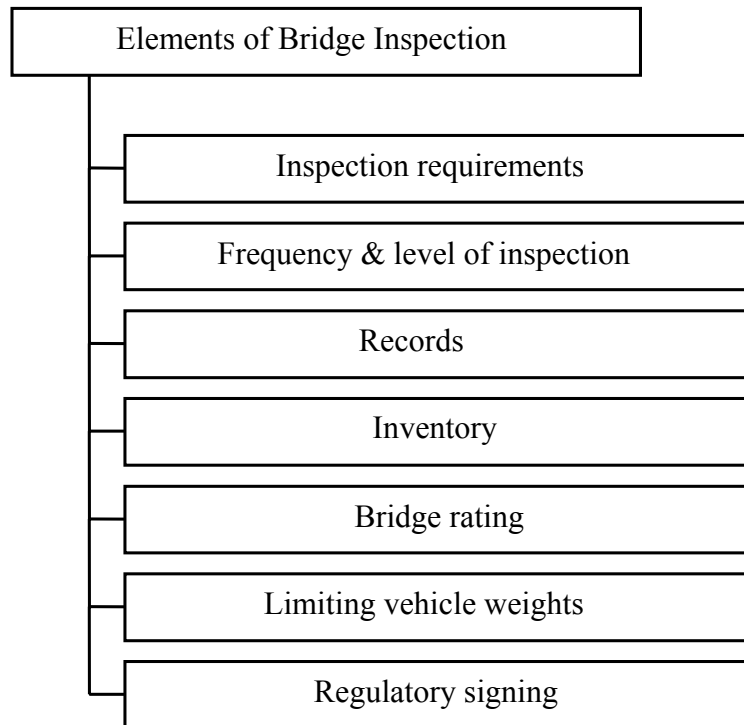 Elements of Bridge Inspection
Inspection requirements
Frequency & level of inspection
Records
Inventory
Bridge rating
Limiting vehicle weights
Regulatory signing